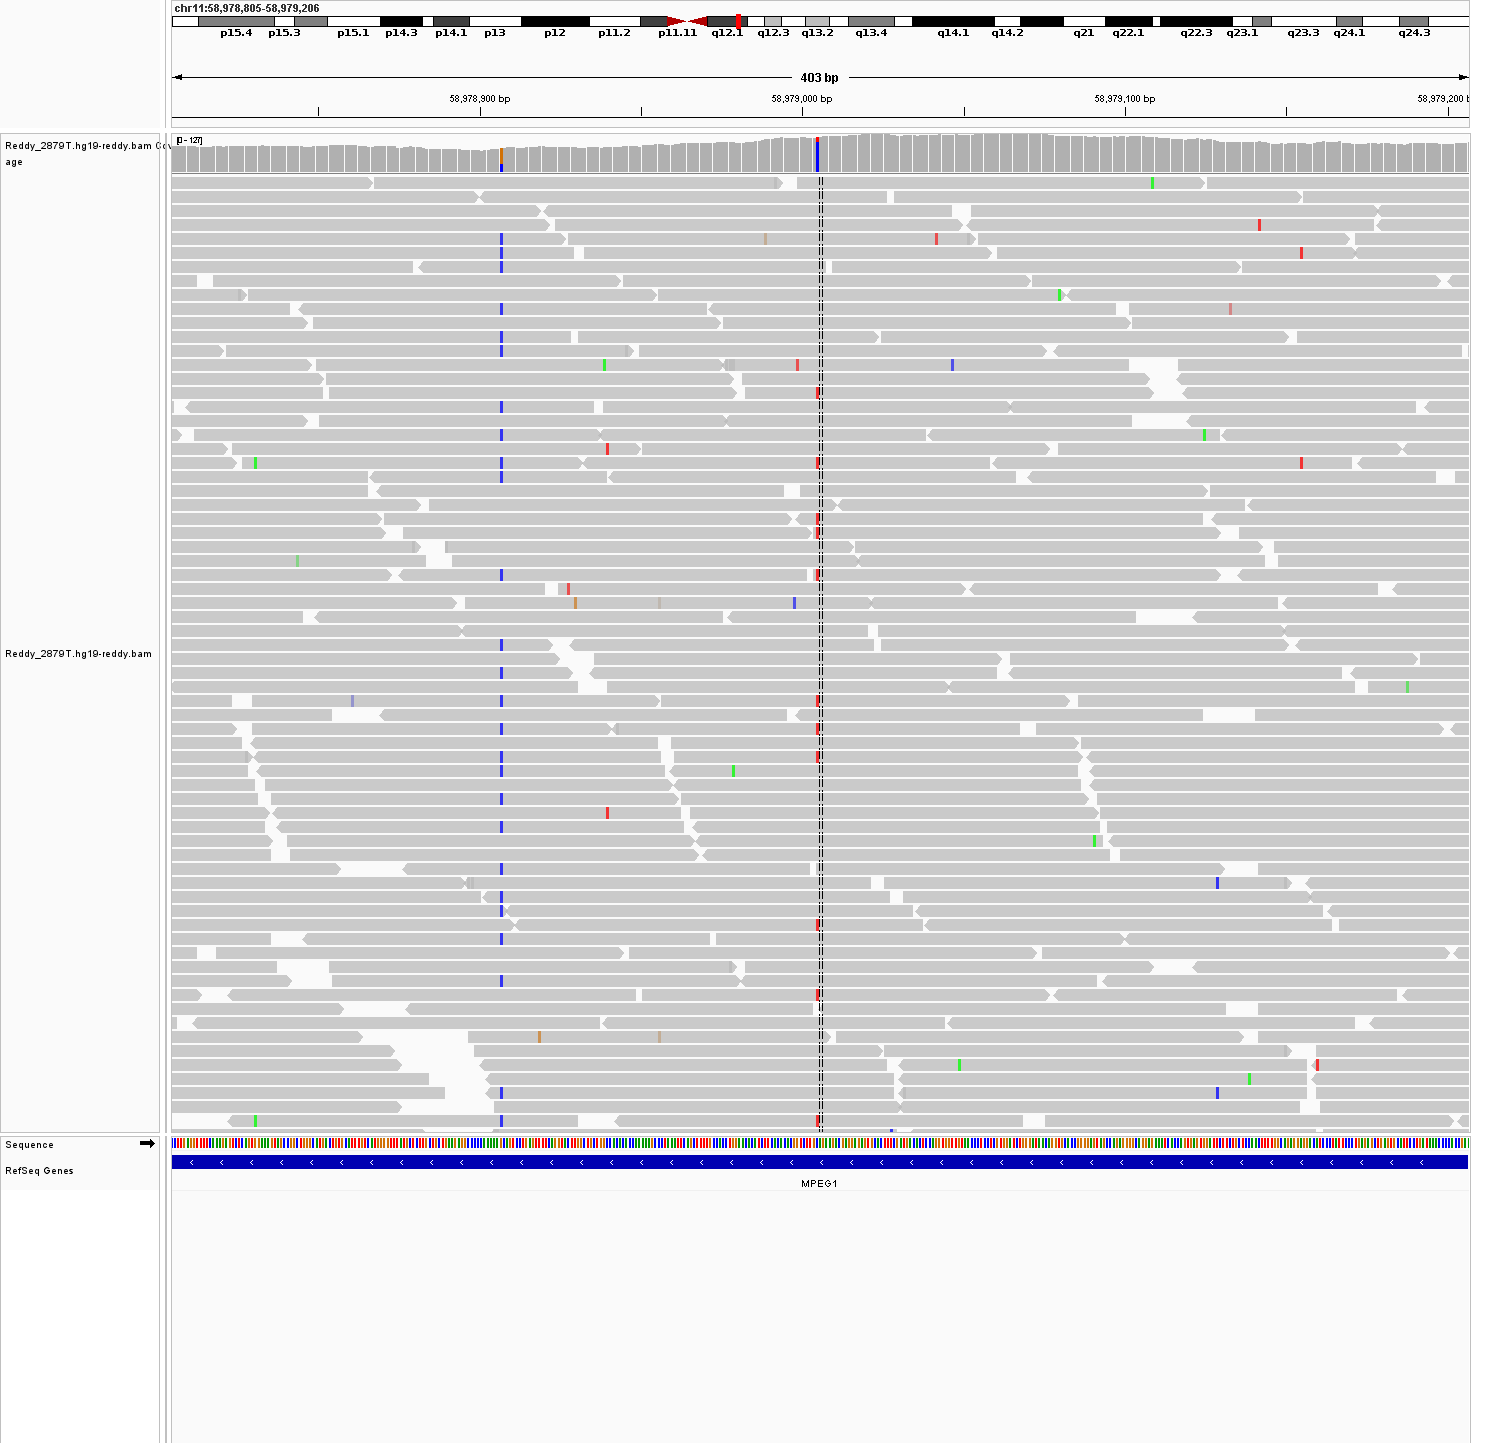 chr11:58,978,805-58,979,206
p15.4 p15.3 p15.1 p14.3 p14.1 p13 p12 p11.2 p11.11 q12.1 q12.3 q13.2 q13.4 q14.1 q14.2 q21 q22.1 q22.3 q23.1 q23.3 q24.1 q24.3
403 bp
58,978,900 bp 58,979,000 bp 58,979,100 bp 58,979,200 b
[0 - 127]
Reddy_2879T.hg19-reddy.bam Cov
age
Reddy_2879T.hg19-reddy.bam
Sequence
RefSeq Genes
MPEG1